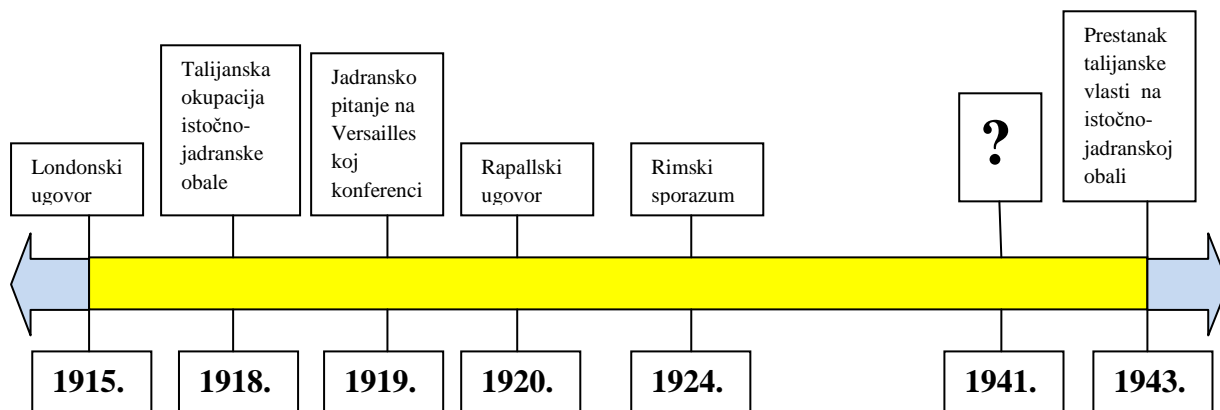 Londonski
ugovor
Talijanska
okupacija
istočno-
jadranske
obale
Jadransko
pitanje na
Versailles
koj
konferenci
Rapallski
ugovor
Rimski
sporazum
?
Prestanak
talijanske
vlasti na
istočno-
jadranskoj
obali
1915.
1918.
1919.
1920.
1924.
1941.
1943.